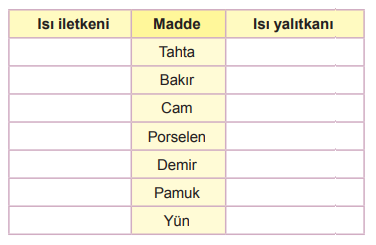 Isı iletkeni Madde Isı yalıtkanı
Tahta
Bakır
Cam
Porselen
Demir
Pamuk
Yün